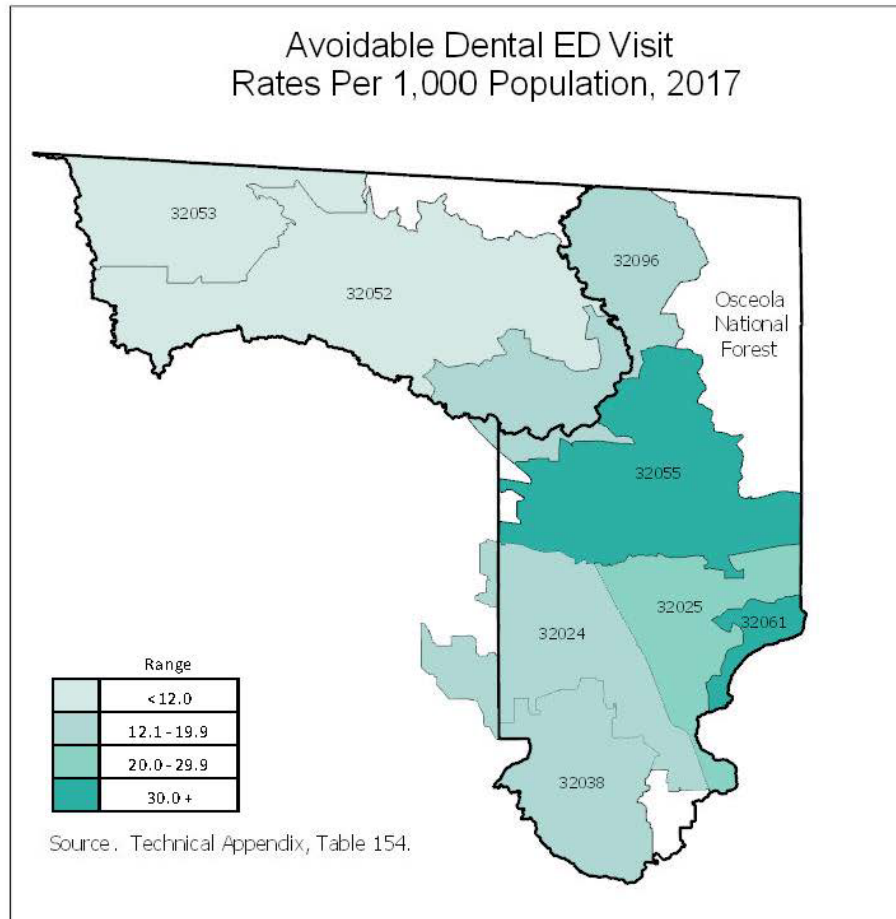 Avoidable Dental ED Visit
Rates Per 1,000 Population, 2017
32053
32096
32052
Osceola
National
Forest
32055
32025
32061
32024
32038
Range
<12.0
12.1-19.9
20.0-29.9
30.0+
Source. Technical Appendix, Table 154.